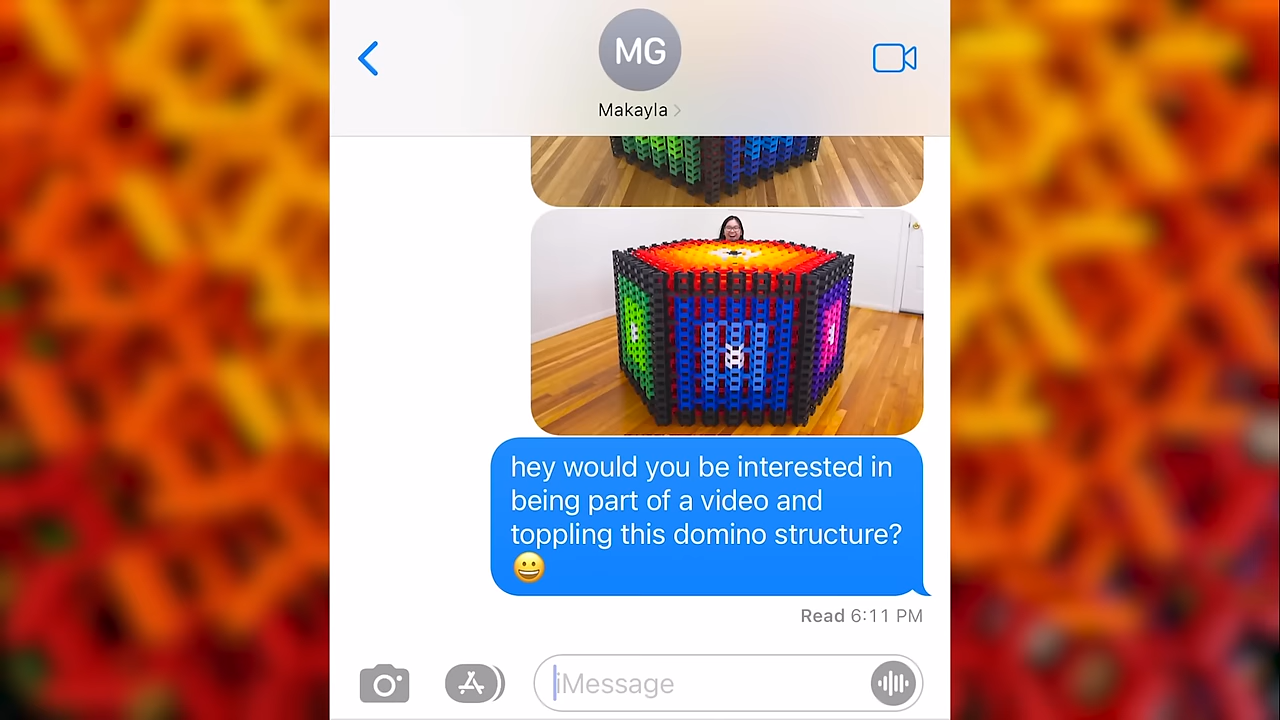 MG
Makayla
hey would you be interested in
being part of a video and
toppling this domino structure?
😀
Read 6:11 PM
iMessage